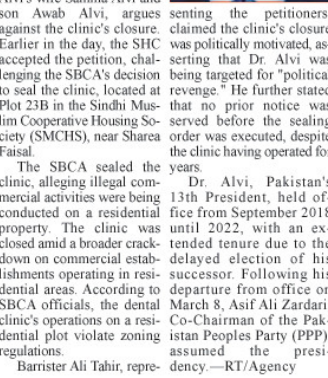 Alvi's wife Samina Alvi and
son Awab Alvi, argues
against the clinic's closure.
Earlier in the day, the SHC
accepted the petition, chal-
lenging the SBCA's decision
to seal the clinic, located at
Plot 23B in the Sindhi Mus-
lim Cooperative Housing So-
ciety (SMCHS), near Sharea
Faisal.
The SBCA sealed the
clinic, alleging illegal com-
mercial activities were being
conducted on a residential
property. The clinic was
closed amid a broader crack-
down on commercial estab-
lishments operating in resi-
dential areas. According to
SBCA officials, the dental
clinic's operations on a resi-
dential plot violate zoning
regulations.
Barrister Ali Tahir, repre-
senting the petitioners,
claimed the clinic's closure
was politically motivated, as-
serting that Dr. Alvi was
being targeted for "political
revenge." He further stated
that no prior notice was
served before the sealing
order was executed, despite
the clinic having operated for
years.
Dr. Alvi, Pakistan's
13th President, held of-
fice from September 2018
until 2022, with an ex-
tended tenure due to the
delayed election of his
successor. Following his
departure from office on
March 8, Asif Ali Zardari,
Co-Chairman of the Pak-
istan Peoples Party (PPP),
assumed the presi-
dency.—RT/Agency